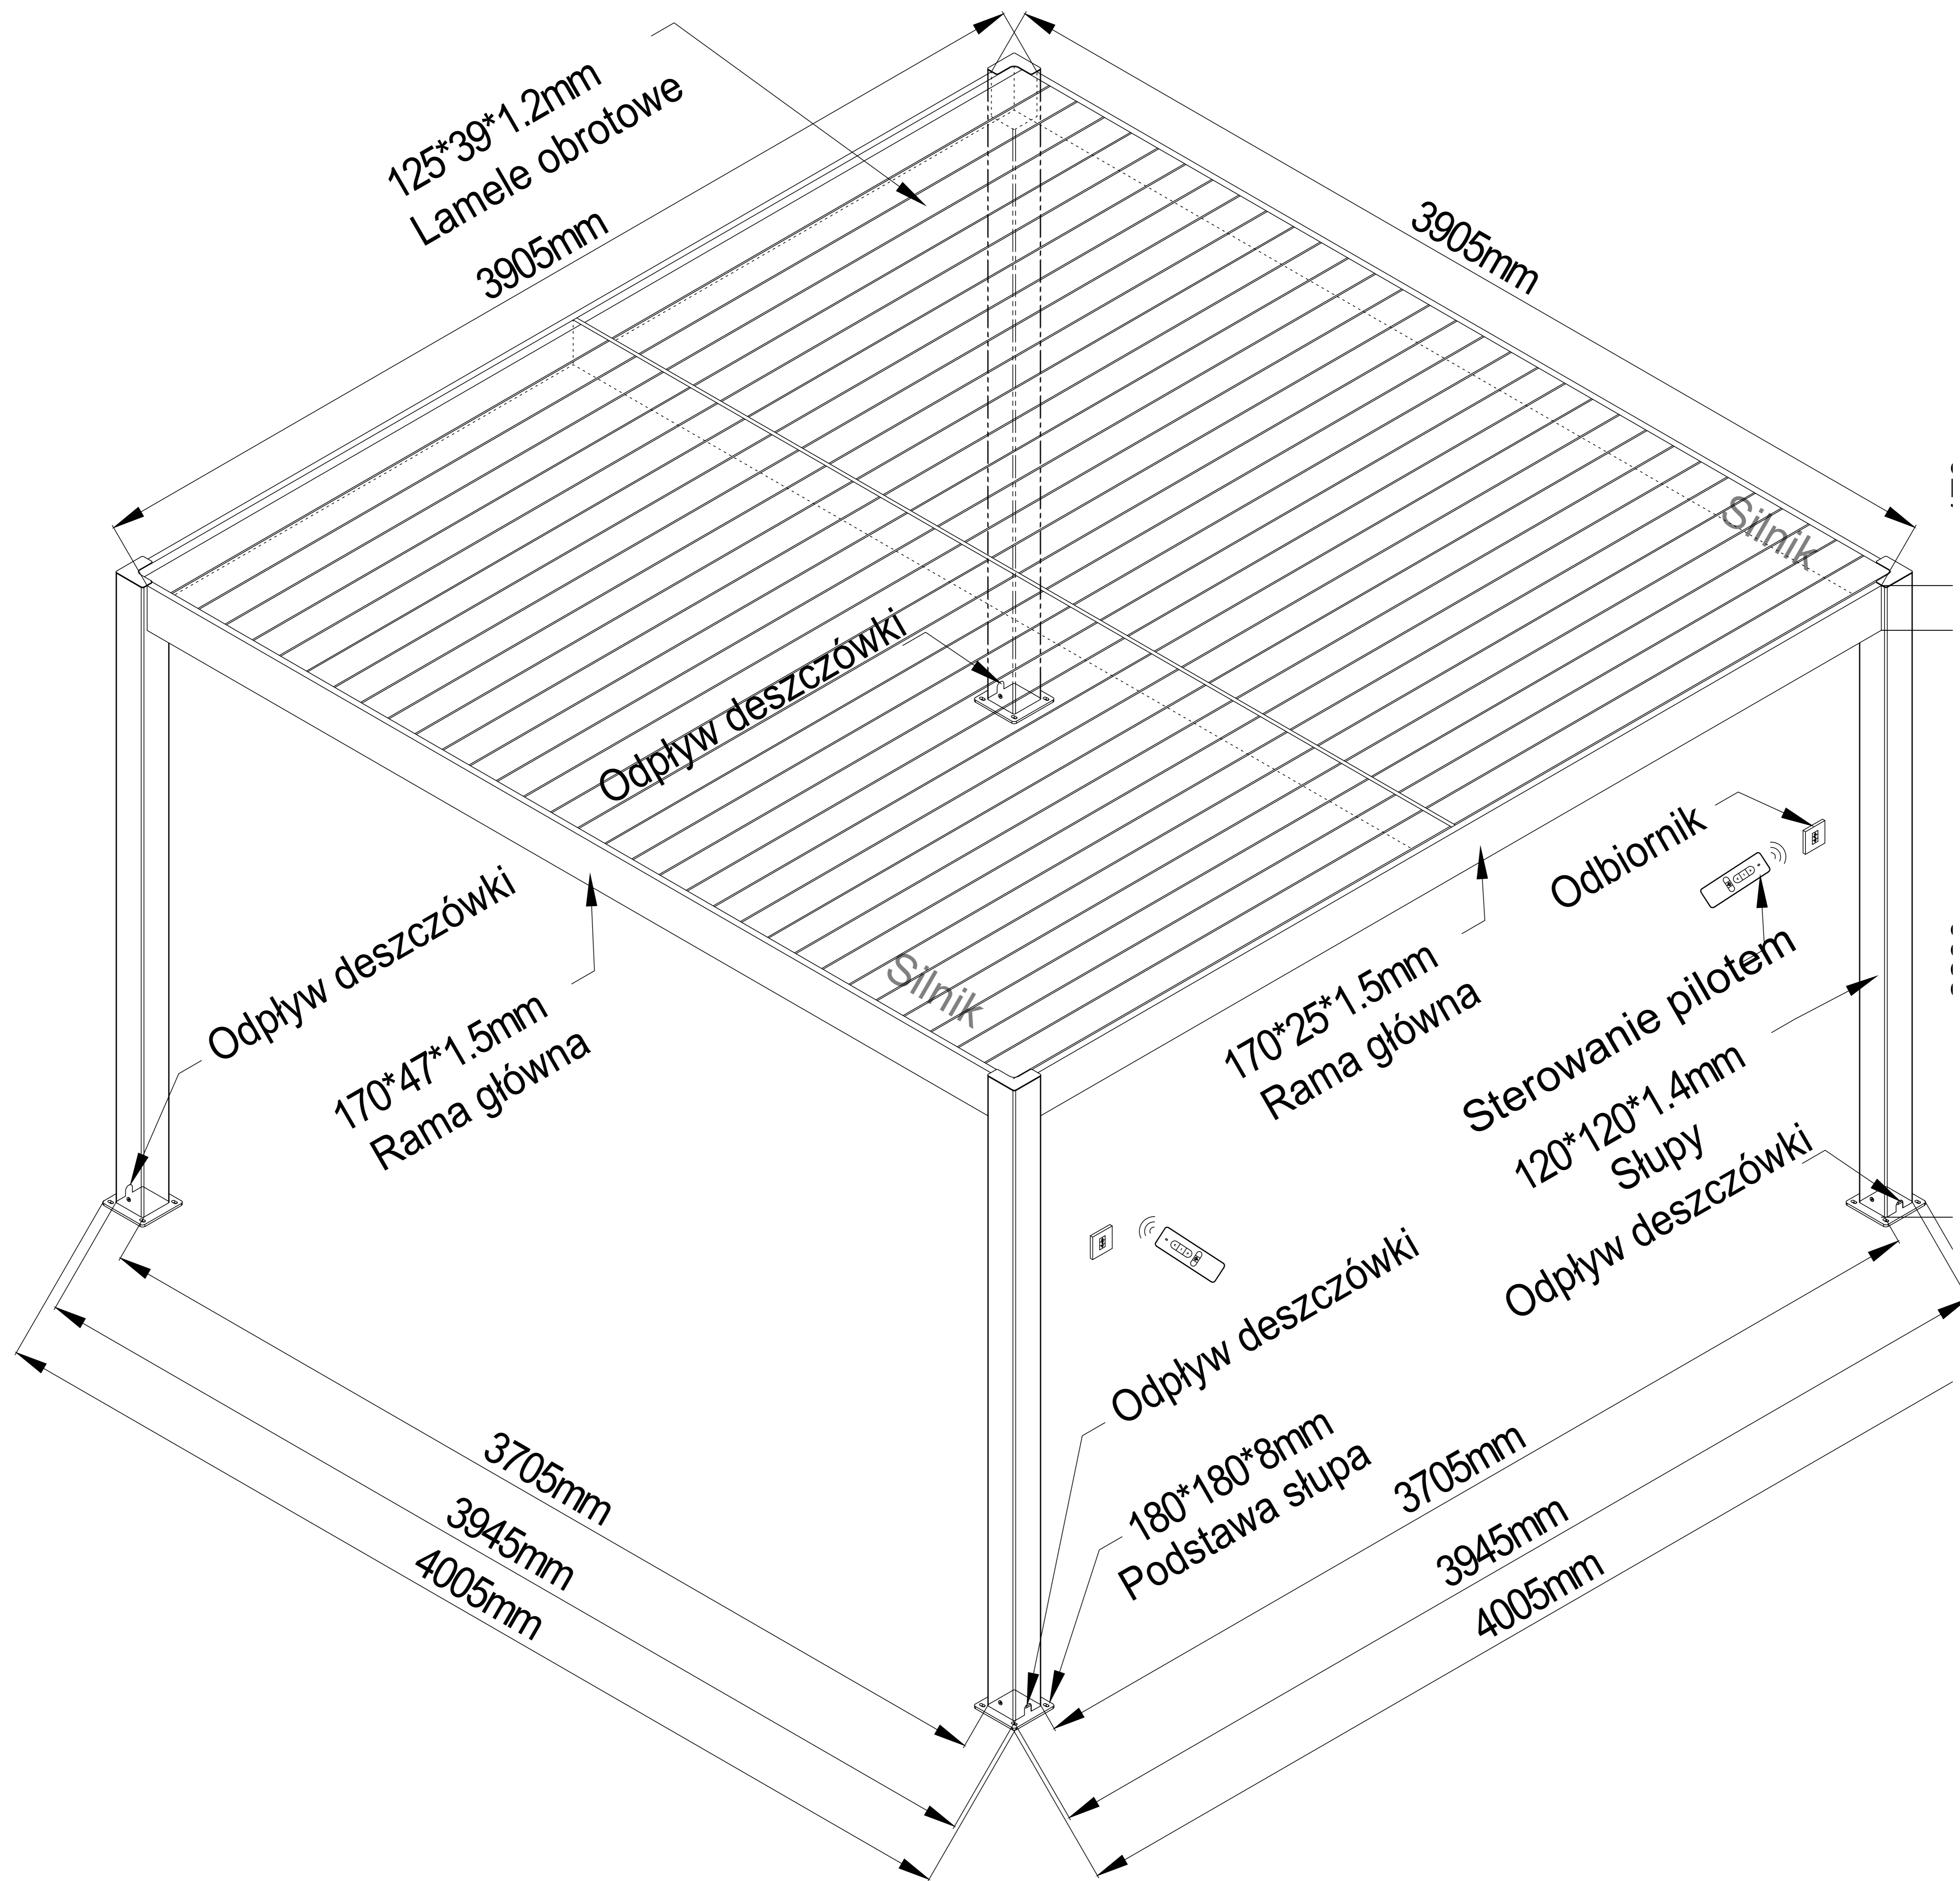 125*39*1.2mm
Lamele obrotowe
3905mm
3905mm
Silnik
Odpływ deszczówki
Odbiornik
Odpływ deszczówki
170*47*1.5mm
Rama główna
Silnik
170*25*1.5mm
Rama główna
Sterowanie pilotem
120*120*1.4mm
Słupy
Odpływ deszczówki
Odpływ deszczówki
180*180*8mm
Podstawa słupa
3705mm
3945mm
4005mm
3705mm
3945mm
4005mm